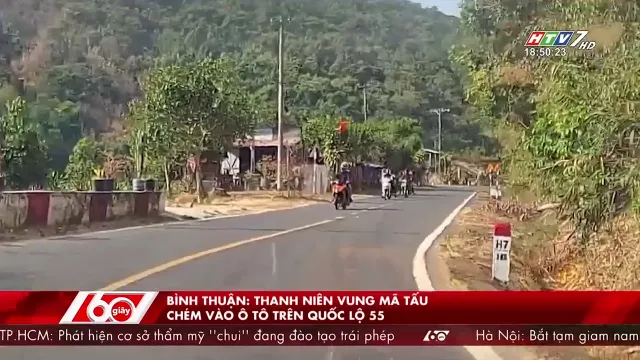 HTV7 HD
18:50:23
H7
60 giây
BÌNH THUẬN: THANH NIÊN VUNG MÃ TẤU
CHÉM VÀO Ô TÔ TRÊN QUỐC LỘ 55
TP.HCM: Phát hiện cơ sở thẩm mỹ ''chui'' đang đào tạo trái phép 60 giây Hà Nội: Bắt tạm giam nam